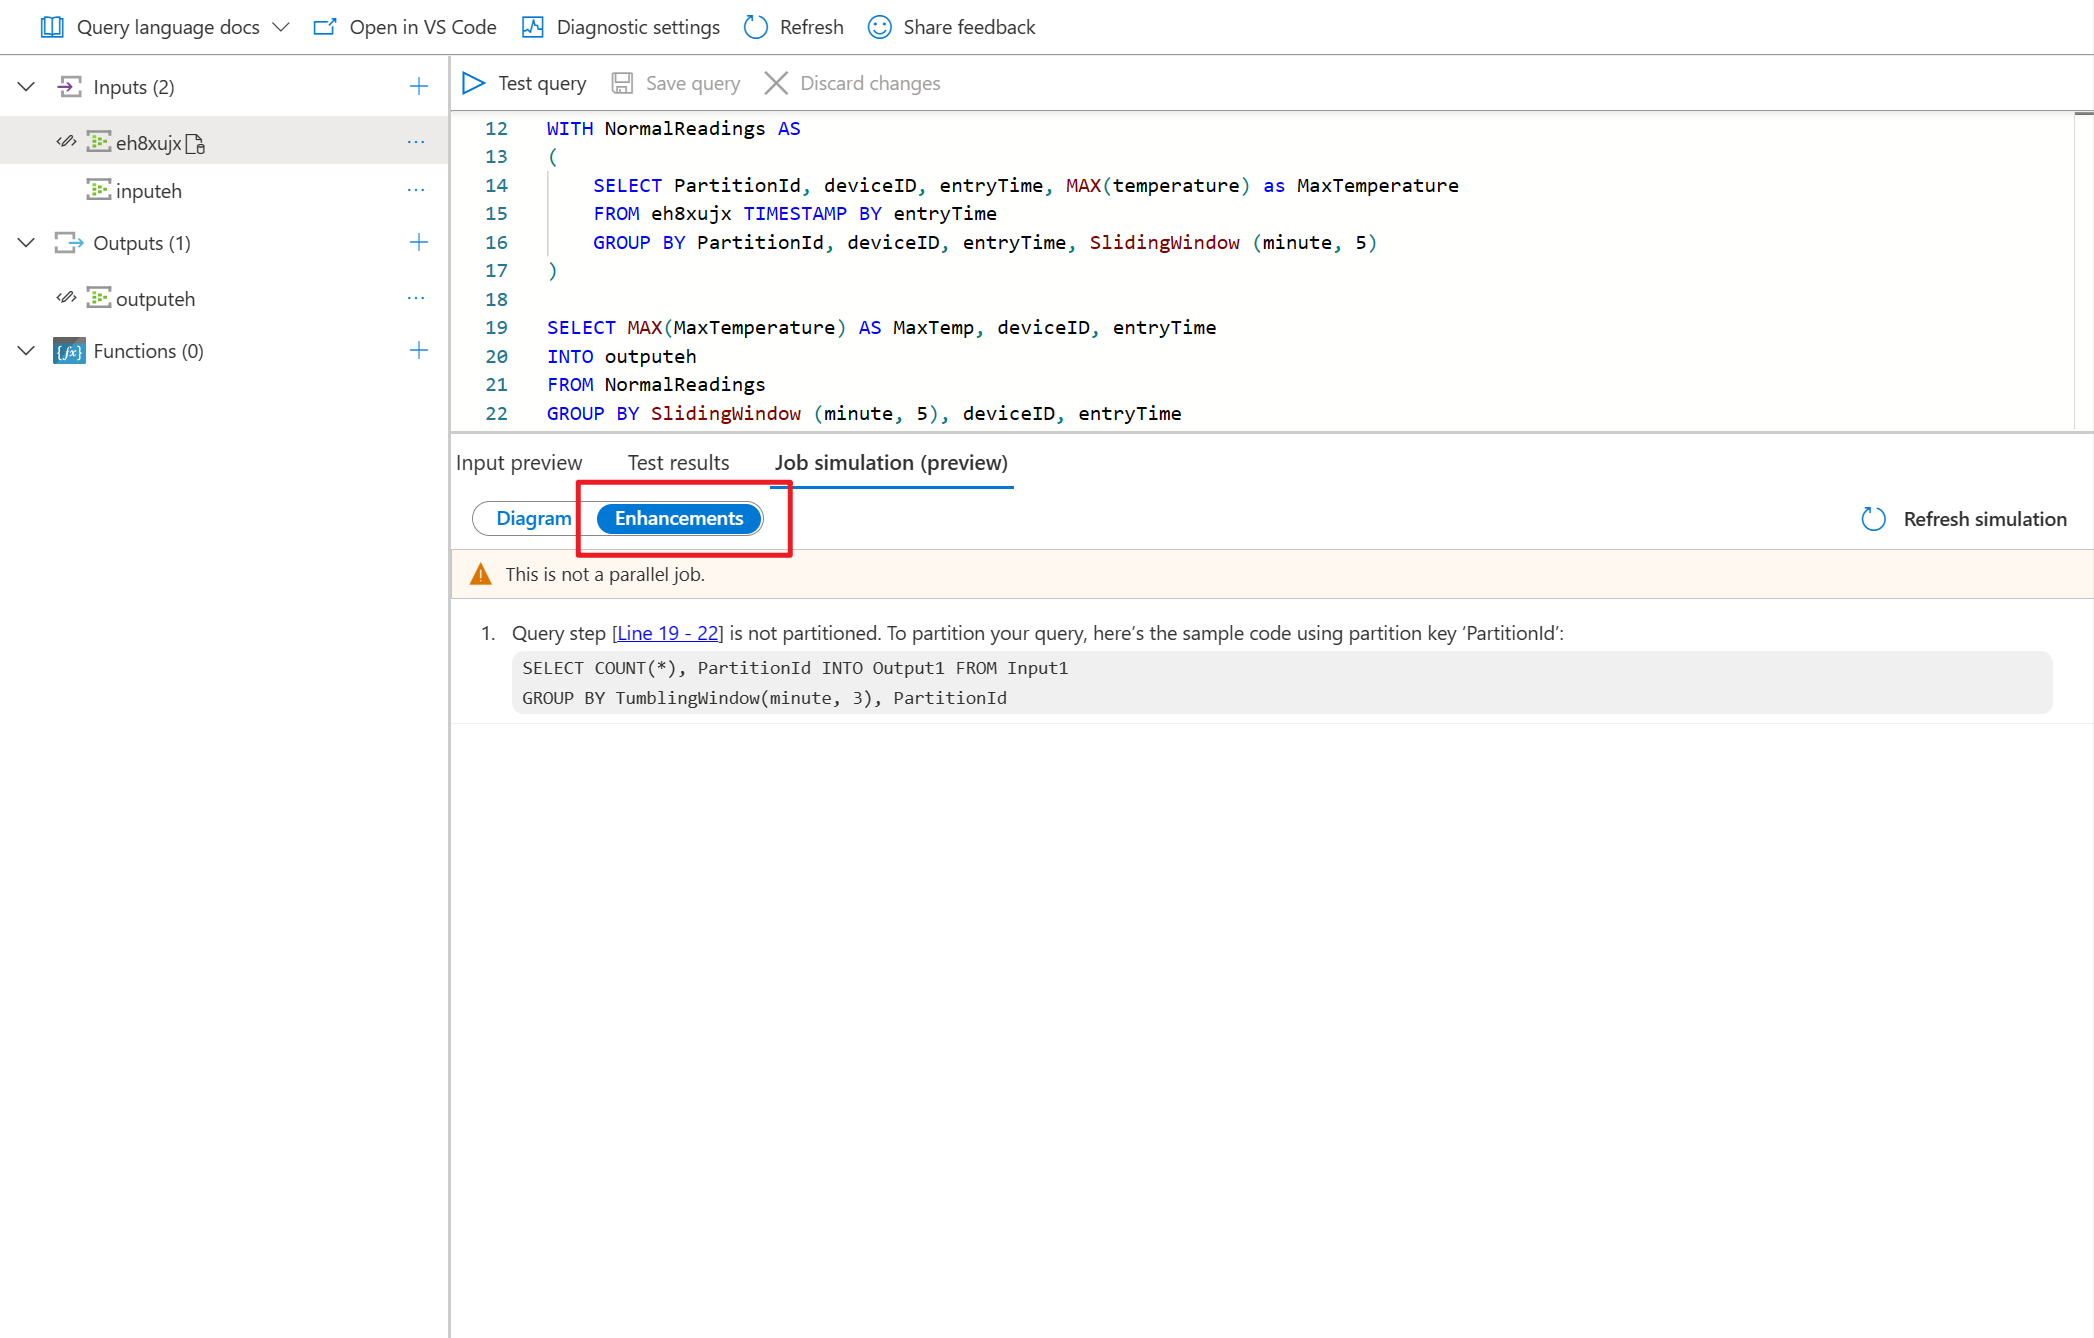 Query language docs Open in VS Code Diagnostic settings Refresh Share feedback
Inputs (2)
eh8xujx
inputeh
Outputs (1)
outputeh
Functions (0)
Test query Save query Discard changes
12 WITH NormalReadings AS
13 (
14 SELECT PartitionId, deviceID, entryTime, MAX(temperature) as MaxTemperature
15 FROM eh8xujx TIMESTAMP BY entryTime
16 GROUP BY PartitionId, deviceID, entryTime, SlidingWindow (minute, 5)
17 )
18
19 SELECT MAX(MaxTemperature) AS MaxTemp, deviceID, entryTime
20 INTO outputeh
21 FROM NormalReadings
22 GROUP BY SlidingWindow (minute, 5), deviceID, entryTime
Input preview Test results Job simulation (preview)
Diagram Enhancements Refresh simulation
This is not a parallel job.
1. Query step [Line 19 - 22] is not partitioned. To partition your query, here’s the sample code using partition key ‘PartitionId’:
SELECT COUNT(*), PartitionId INTO Output1 FROM Input1
GROUP BY TumblingWindow(minute, 3), PartitionId